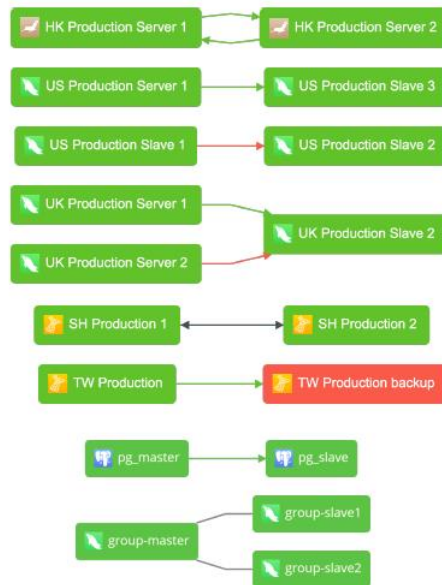 HK Production Server 1
HK Production Server 2
US Production Server 1
US Production Slave 3
US Production Slave 1
US Production Slave 2
UK Production Server 1
UK Production Slave 2
UK Production Server 2
SH Production 1
SH Production 2
TW Production
TW Production backup
pg_master
pg_slave
group-slave1
group-master
group-slave2